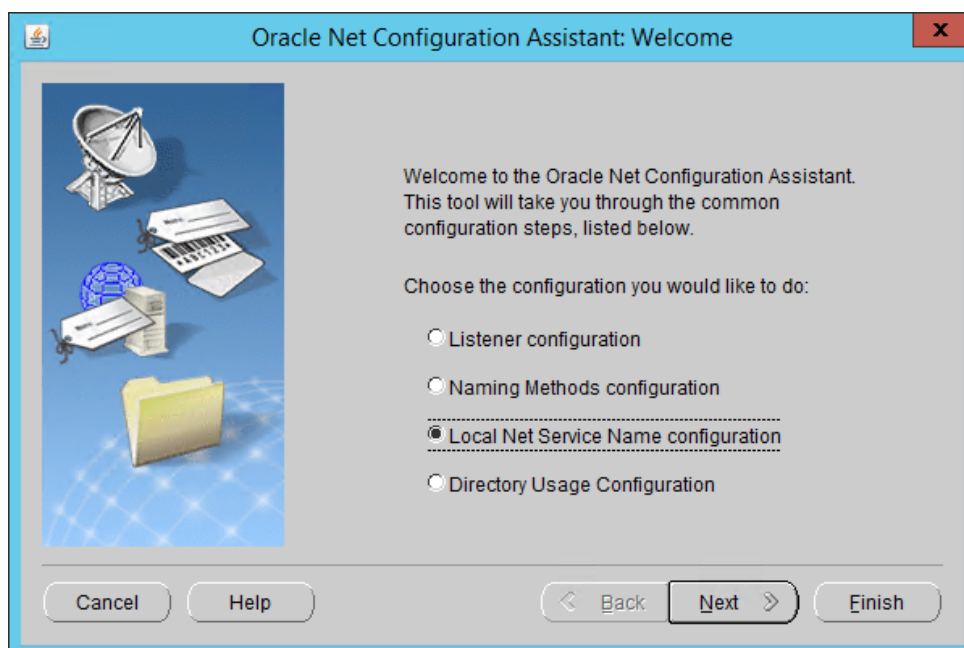 Oracle Net Configuration Assistant: Welcome
x
Welcome to the Oracle Net Configuration Assistant.
This tool will take you through the common
configuration steps, listed below.
Choose the configuration you would like to do:
Listener configuration
Naming Methods configuration
Local Net Service Name configuration
Directory Usage Configuration
Cancel
Help
Back
Next
Finish